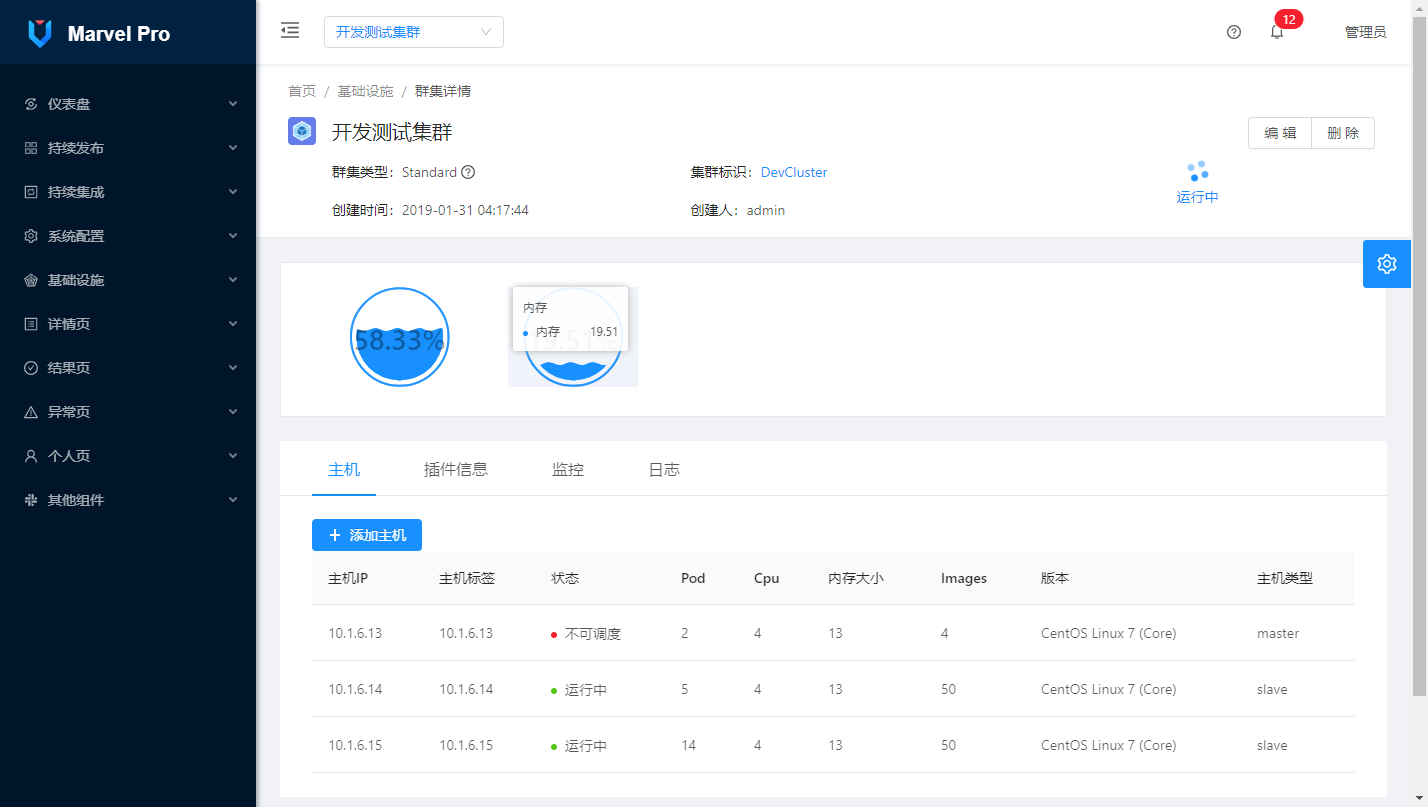 Marvel Pro
仪表盘
持续发布
持续集成
系统配置
基础设施
详情页
结果页
异常页
个人页
其他组件
开发测试集群
12
管理员
首页 / 基础设施 / 群集详情
开发测试集群
编 辑 删 除
群集类型: Standard 集群标识: DevCluster
创建时间: 2019-01-31 04:17:44 创建人: admin
运行中
58.33%
内存
内存 19.51
19.51%
主机 插件信息 监控 日志
+ 添加主机
主机IP 主机标签 状态 Pod Cpu 内存大小 Images 版本 主机类型
10.1.6.13 10.1.6.13 不可调度 2 4 13 4 CentOS Linux 7 (Core) master
10.1.6.14 10.1.6.14 运行中 5 4 13 50 CentOS Linux 7 (Core) slave
10.1.6.15 10.1.6.15 运行中 14 4 13 50 CentOS Linux 7 (Core) slave